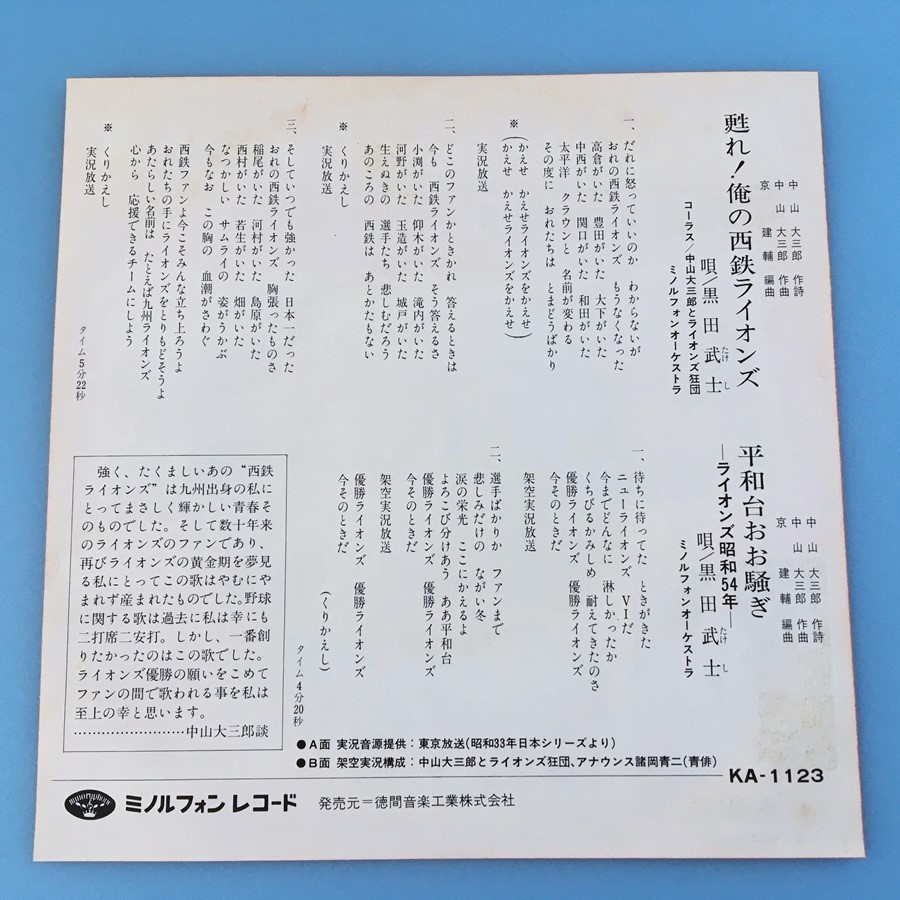 甦れ!俺の西鉄ライオンズ
中山大三郎 作詩
中山大三郎 作曲
京建輔 編曲
唄/黒田武士
たけし
コーラス/中山大三郎とライオンズ狂団
ミノルフォンオーケストラ
一、だれに怒っていいのか わからないが
おれの西鉄ライオンズ もうなくなった
高倉がいた 豊田がいた 大下がいた
中西がいた 関口がいた 和田がいた
太平洋 クラウンと 名前が変わる
その度に おれたちは とまどうばかり
※(かえせ かえせライオンズをかえせ
かえせ かえせライオンズをかえせ)
実況放送
二、どこのファンかときかれ 答えるときは
今も 西鉄ライオンズ そう答えるさ
小渕がいた 仰木がいた 滝内がいた
河野がいた 玉造がいた 城戸がいた
生えぬきの 選手たち 悲しむだろう
あのころの 西鉄は あとかたもない
※くりかえし
実況放送
三、そしていつでも強かった 日本一だった
おれの西鉄ライオンズ 胸張ったものさ
稲尾がいた 河村がいた 島原がいた
西村がいた 若生がいた 畑がいた
なつかしい サムライの 姿がうかぶ
今もなお この胸の 血潮がさわぐ
西鉄ファンよ今こそみんな立ち上ろうよ
おれたちの手にライオンズをとりもどそうよ
あたらしい名前は たとえば九州ライオンズ
心から 応援できるチームにしよう
※くりかえし
実況放送
タイム5分22秒
平和台おお騒ぎ
―ライオンズ昭和54年―
中山大三郎 作詩
中山大三郎 作曲
京建輔 編曲
唄/黒田武士
たけし
ミノルフォンオーケストラ
一、待ちに待ってた ときがきた
ニューライオンズ V1だ
今までどんなに 淋しかったか
くちびるかみしめ 耐えてきたのさ
優勝ライオンズ 優勝ライオンズ
今そのときだ
架空実況放送
二、選手ばかりか ファンまで
悲しみだけの ながい冬
涙の栄光 ここにかえるよ
よろこび分けあう ああ平和台
優勝ライオンズ 優勝ライオンズ
今そのときだ
架空実況放送
優勝ライオンズ 優勝ライオンズ
今そのときだ
(くりかえし)
タイム4分20秒
強く、たくましいあの“西鉄
ライオンズ”は九州出身の私に
とってまさしく輝かしい青春そ
のものでした。そして数十年来
のライオンズのファンであり、
再びライオンズの黄金期を夢見
る私にとってこの歌はやむにや
まれず産まれたものでした。野球
に関する歌は過去に私は幸にも
二打席二安打。しかし、一番創
りたかったのはこの歌でした。
ライオンズ優勝の願いをこめて
ファンの間で歌われる事を私は
至上の幸と思います。
……………………中山大三郎談
●A面 実況音源提供:東京放送(昭和33年日本シリーズより)
●B面 架空実況構成:中山大三郎とライオンズ狂団、アナウンス諸岡青二(青俳)
KA-1123
minoruphon
ミノルフォン レコード 発売元=徳間音楽工業株式会社